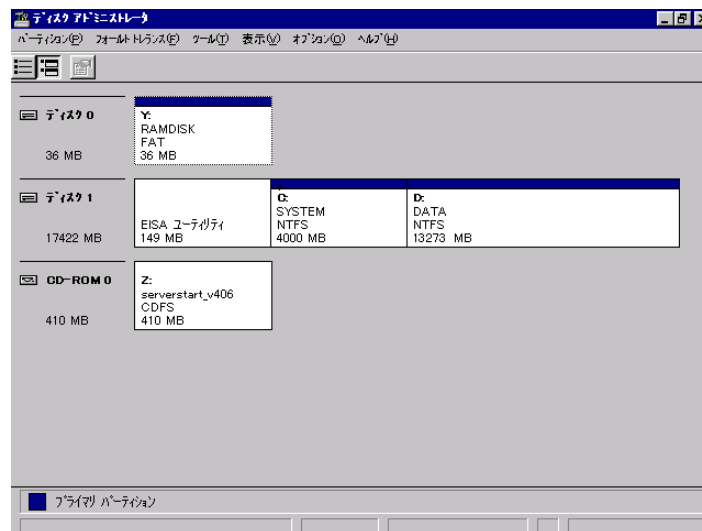 ディスク アドミニストレータ
パーティション(P) フォールト トレランス(F) ツール(T) 表示(V) オプション(O) ヘルプ(H)
ディスク 0
36 MB
Y:
RAMDISK
FAT
36 MB
ディスク 1
17422 MB
EISA ユーティリティ
149 MB
C:
SYSTEM
NTFS
4000 MB
D:
DATA
NTFS
13273 MB
CD-ROM 0
410 MB
Z:
serverstart_v406
CDFS
410 MB
プライマリ パーティション